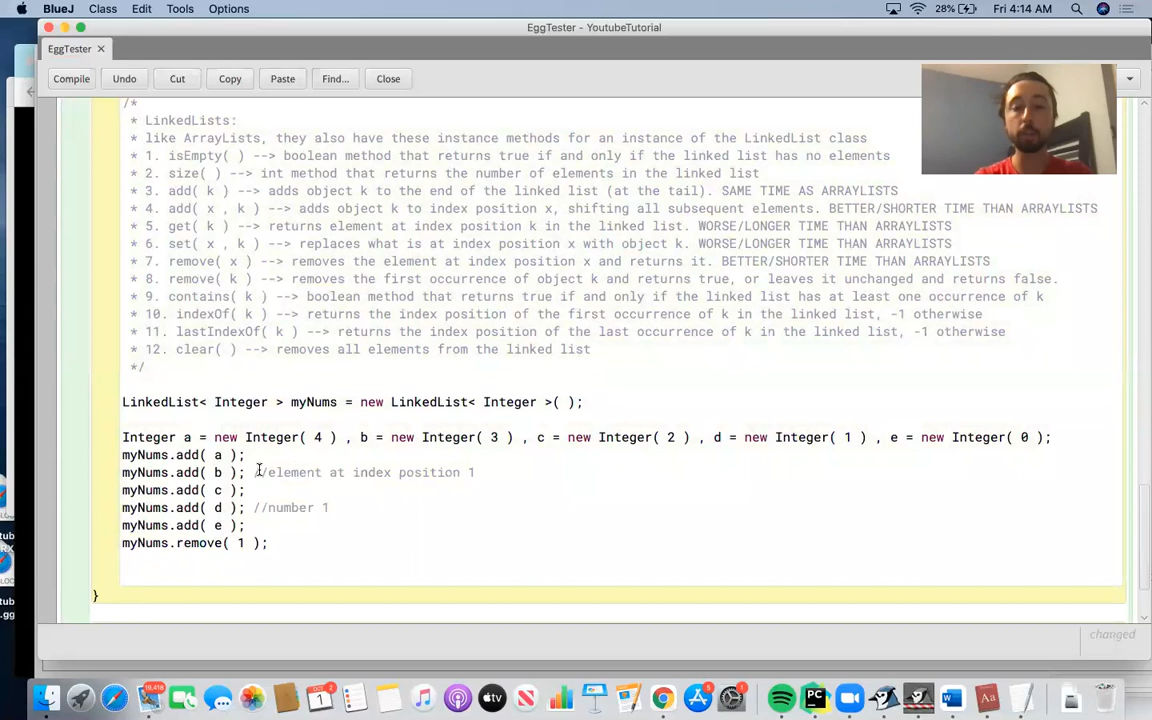 BlueJ Class Edit Tools Options 28% Fri 4:14 AM
EggTester - YoutubeTutorial
EggTester ×
Compile Undo Cut Copy Paste Find... Close
/*
* LinkedLists:
* like ArrayLists, they also have these instance methods for an instance of the LinkedList class
* 1. isEmpty( ) --> boolean method that returns true if and only if the linked list has no elements
* 2. size( ) --> int method that returns the number of elements in the linked list
* 3. add( k ) --> adds object k to the end of the linked list (at the tail). SAME TIME AS ARRAYLISTS
* 4. add( x , k ) --> adds object k to index position x, shifting all subsequent elements. BETTER/SHORTER TIME THAN ARRAYLISTS
* 5. get( k ) --> returns element at index position k in the linked list. WORSE/LONGER TIME THAN ARRAYLISTS
* 6. set( x , k ) --> replaces what is at index position x with object k. WORSE/LONGER TIME THAN ARRAYLISTS
* 7. remove( x ) --> removes the element at index position x and returns it. BETTER/SHORTER TIME THAN ARRAYLISTS
* 8. remove( k ) --> removes the first occurrence of object k and returns true, or leaves it unchanged and returns false.
* 9. contains( k ) --> boolean method that returns true if and only if the linked list has at least one occurrence of k
* 10. indexOf( k ) --> returns the index position of the first occurrence of k in the linked list, -1 otherwise
* 11. lastIndexOf( k ) --> returns the index position of the last occurrence of k in the linked list, -1 otherwise
* 12. clear( ) --> removes all elements from the linked list
*/
LinkedList< Integer > myNums = new LinkedList< Integer >( );
Integer a = new Integer( 4 ) , b = new Integer( 3 ) , c = new Integer( 2 ) , d = new Integer( 1 ) , e = new Integer( 0 );
myNums.add( a );
myNums.add( b ); //element at index position 1
myNums.add( c );
myNums.add( d ); //number 1
myNums.add( e );
myNums.remove( 1 );
}
changed